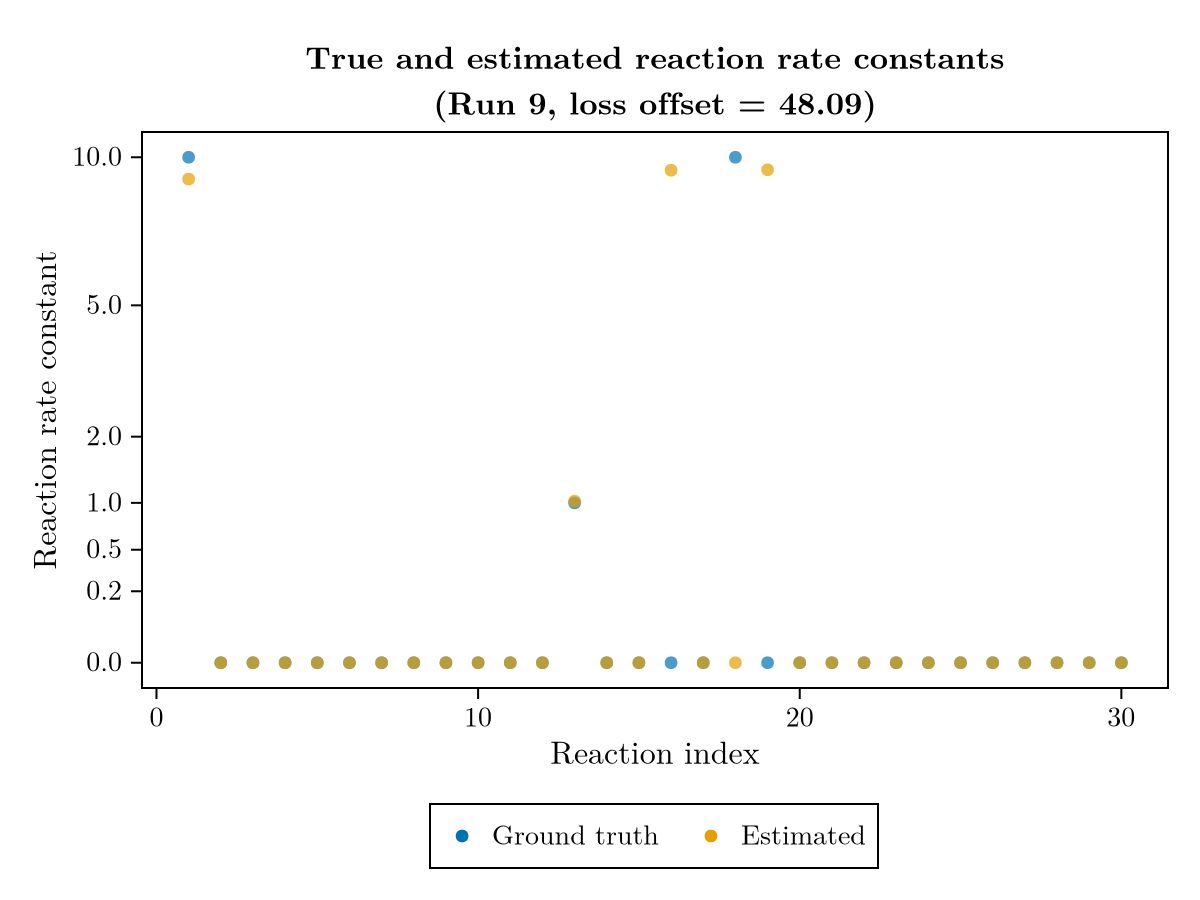 True and estimated reaction rate constants
(Run 9, loss offset = 48.09)
Reaction rate constant
10.0
5.0
2.0
1.0
0.5
0.2
0.0
0 10 20 30
Reaction index
Ground truth Estimated